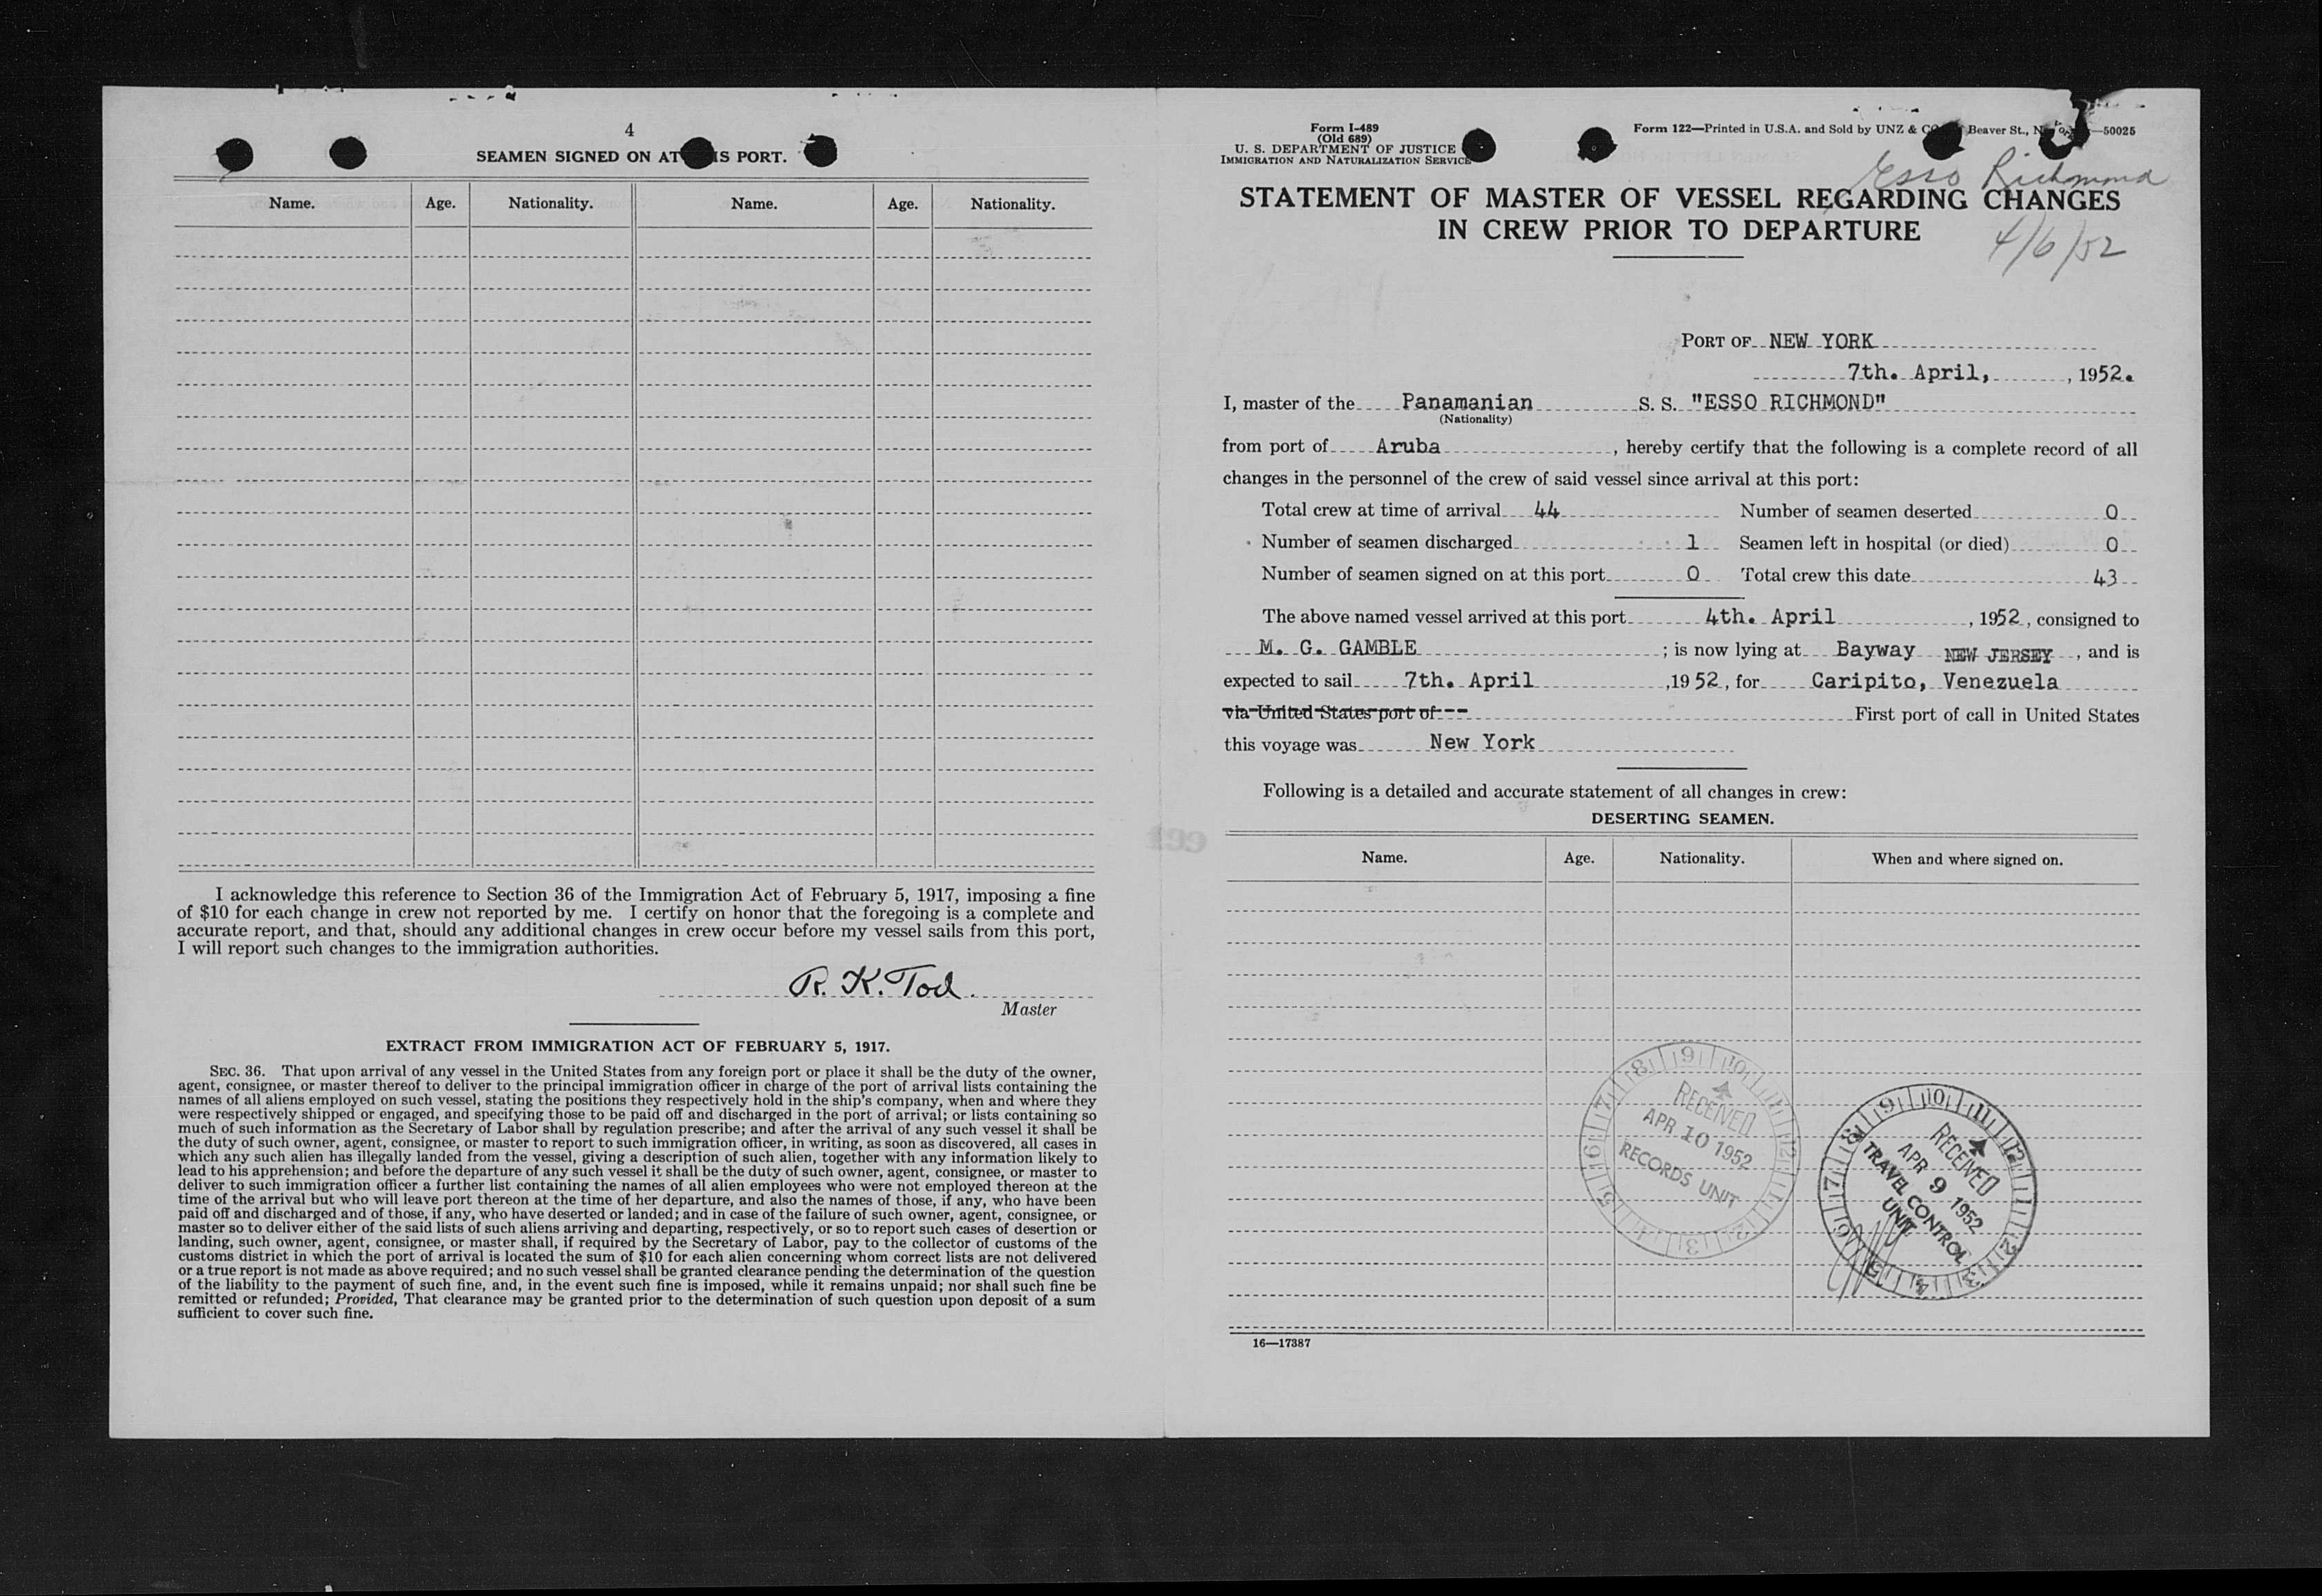 4
SEAMEN SIGNED ON AT IS PORT.
Name. Age. Nationality. Name. Age. Nationality.
I acknowledge this reference to Section 36 of the Immigration Act of February 5, 1917, imposing a fine
of $10 for each change in crew not reported by me. I certify on honor that the foregoing is a complete and
accurate report, and that, should any additional changes in crew occur before my vessel sails from this port,
I will report such changes to the immigration authorities.
R. K. Tod.
Master
EXTRACT FROM IMMIGRATION ACT OF FEBRUARY 5, 1917.
SEC. 36. That upon arrival of any vessel in the United States from any foreign port or place it shall be the duty of the owner,
agent, consignee, or master thereof to deliver to the principal immigration officer in charge of the port of arrival lists containing the
names of all aliens employed on such vessel, stating the positions they respectively hold in the ship's company, when and where they
were respectively shipped or engaged, and specifying those to be paid off and discharged in the port of arrival; or lists containing so
much of such information as the Secretary of Labor shall by regulation prescribe; and after the arrival of any such vessel it shall be
the duty of such owner, agent, consignee, or master to report to such immigration officer, in writing, as soon as discovered, all cases in
which any such alien has illegally landed from the vessel, giving a description of such alien, together with any information likely to
lead to his apprehension; and before the departure of any such vessel it shall be the duty of such owner, agent, consignee, or master to
deliver to such immigration officer a further list containing the names of all alien employees who were not employed thereon at the
time of the arrival but who will leave port thereon at the time of her departure, and also the names of those, if any, who have been
paid off and discharged and of those, if any, who have deserted or landed; and in case of the failure of such owner, agent, consignee, or
master so to deliver either of the said lists of such aliens arriving and departing, respectively, or so to report such cases of desertion or
landing, such owner, agent, consignee, or master shall, if required by the Secretary of Labor, pay to the collector of customs of the
customs district in which the port of arrival is located the sum of $10 for each alien concerning whom correct lists are not delivered
or a true report is not made as above required; and no such vessel shall be granted clearance pending the determination of the question
of the liability to the payment of such fine, and, in the event such fine is imposed, while it remains unpaid; nor shall such fine be
remitted or refunded; Provided, That clearance may be granted prior to the determination of such question upon deposit of a sum
sufficient to cover such fine.
Form I-489
(Old 689)
U. S. DEPARTMENT OF JUSTICE
IMMIGRATION AND NATURALIZATION SERVICE
Form 122—Printed in U.S.A. and Sold by UNZ & Beaver St., —50025
Esso Richmond
STATEMENT OF MASTER OF VESSEL REGARDING CHANGES
IN CREW PRIOR TO DEPARTURE
4/6/52
PORT OF NEW YORK
7th. April, , 1952.
I, master of the Panamanian S. S. "ESSO RICHMOND"
(Nationality)
from port of Aruba , hereby certify that the following is a complete record of all
changes in the personnel of the crew of said vessel since arrival at this port:
Total crew at time of arrival 44 Number of seamen deserted 0
Number of seamen discharged 1 Seamen left in hospital (or died) 0
Number of seamen signed on at this port 0 Total crew this date 43
The above named vessel arrived at this port 4th. April , 1952 , consigned to
M. G. GAMBLE ; is now lying at Bayway NEW JERSEY , and is
expected to sail 7th. April ,1952 , for Caripito, Venezuela
via United States port of First port of call in United States
this voyage was New York
Following is a detailed and accurate statement of all changes in crew:
DESERTING SEAMEN.
Name. Age. Nationality. When and where signed on.
RECEIVED
APR 10 1952
RECORDS UNIT
1 2 3 4 5 6 7 8 9 10 11 12
RECEIVED
APR 9 1952
TRAVEL CONTROL
UNIT
1 2 3 4 5 6 7 8 9 10 11 12
16—17387